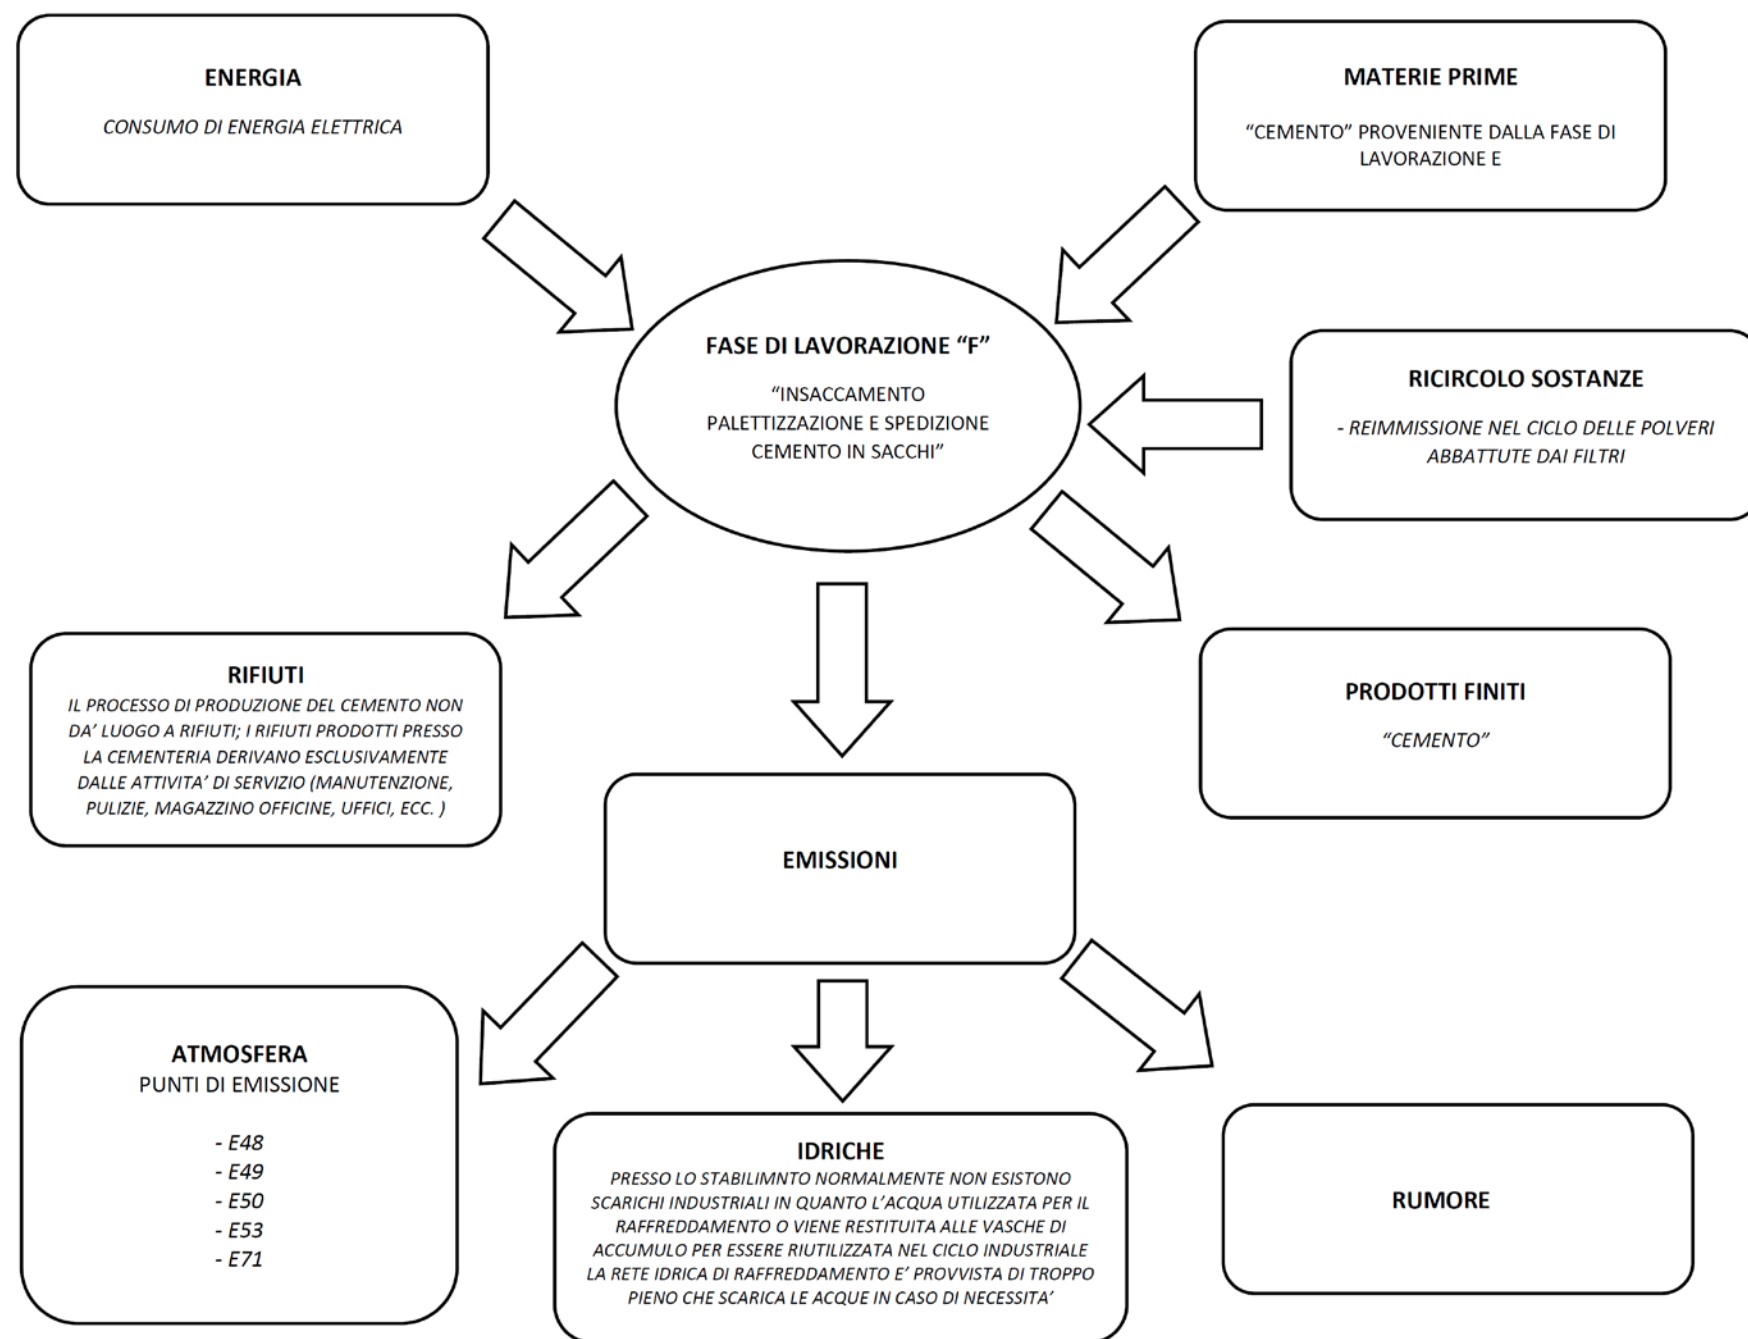 ENERGIA
CONSUMO DI ENERGIA ELETTRICA
MATERIE PRIME
“CEMENTO” PROVENIENTE DALLA FASE DI
LAVORAZIONE E
FASE DI LAVORAZIONE “F”
“INSACCAMENTO
PALETTIZZAZIONE E SPEDIZIONE
CEMENTO IN SACCHI”
RICIRCOLO SOSTANZE
- REIMMISSIONE NEL CICLO DELLE POLVERI
ABBATTUTE DAI FILTRI
RIFIUTI
IL PROCESSO DI PRODUZIONE DEL CEMENTO NON
DA’ LUOGO A RIFIUTI; I RIFIUTI PRODOTTI PRESSO
LA CEMENTERIA DERIVANO ESCLUSIVAMENTE
DALLE ATTIVITA’ DI SERVIZIO (MANUTENZIONE,
PULIZIE, MAGAZZINO OFFICINE, UFFICI, ECC. )
PRODOTTI FINITI
“CEMENTO”
EMISSIONI
ATMOSFERA
PUNTI DI EMISSIONE
- E48
- E49
- E50
- E53
- E71
IDRICHE
PRESSO LO STABILIMNTO NORMALMENTE NON ESISTONO
SCARICHI INDUSTRIALI IN QUANTO L’ACQUA UTILIZZATA PER IL
RAFFREDDAMENTO O VIENE RESTITUITA ALLE VASCHE DI
ACCUMULO PER ESSERE RIUTILIZZATA NEL CICLO INDUSTRIALE
LA RETE IDRICA DI RAFFREDDAMENTO E’ PROVVISTA DI TROPPO
PIENO CHE SCARICA LE ACQUE IN CASO DI NECESSITA’
RUMORE